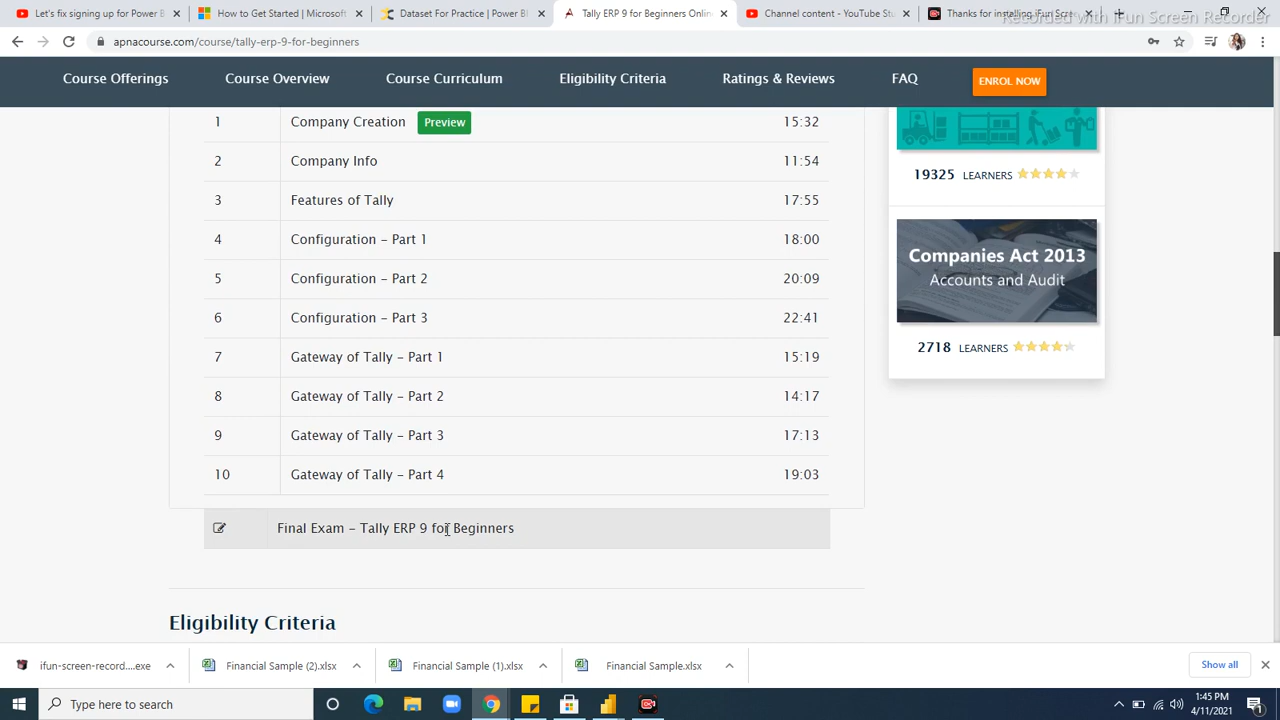 Let's fix signing up for Power B
How to Get Started | Microsoft
Dataset For Practice | Power BI
Tally ERP 9 for Beginners Onlin
Channel content - YouTube Stu
Thanks for installing iFun Scre
Recorded with iFun Screen Recorder
apnacourse.com/course/tally-erp-9-for-beginners
Course Offerings
Course Overview
Course Curriculum
Eligibility Criteria
Ratings & Reviews
FAQ
ENROL NOW
1 Company Creation Preview 15:32
2 Company Info 11:54
3 Features of Tally 17:55
4 Configuration – Part 1 18:00
5 Configuration – Part 2 20:09
6 Configuration – Part 3 22:41
7 Gateway of Tally – Part 1 15:19
8 Gateway of Tally – Part 2 14:17
9 Gateway of Tally – Part 3 17:13
10 Gateway of Tally – Part 4 19:03
Final Exam – Tally ERP 9 for Beginners
Eligibility Criteria
19325 LEARNERS
Companies Act 2013
Accounts and Audit
2718 LEARNERS
ifun-screen-record....exe
Financial Sample (2).xlsx
Financial Sample (1).xlsx
Financial Sample.xlsx
Show all
Type here to search
1:45 PM
4/11/2021